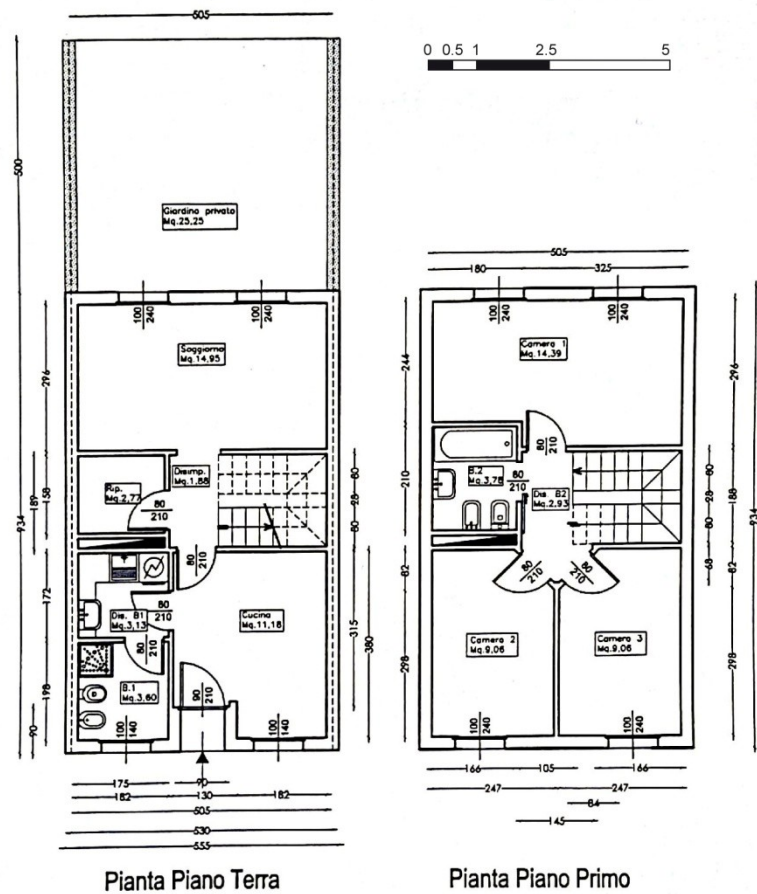 505
0 0.5 1 2.5 5
500
Giardino privato
Mq.25,25
505
180 325
100
240
100
240
100
240
100
240
Soggiorno
Mq.14,95
Camera 1
Mq.14,39
296
244
296
934
934
Disimp.
Mq.1,88
Rip.
Mq.2,77
80
210
189
158
80
28
80
80
210
B.2
Mq.3,78
80
210
Dis B2
Mq.2,93
210
80
28
80
188
68
80
210
172
Dis. B1
Mq.3,13
80
210
80
210
Cucina
Mq.11,18
315
380
82
80
210
80
210
82
Camera 2
Mq.9,06
Camera 3
Mq.9,06
298
298
B.1
Mq.3,60
90
210
198
90
100
140
100
140
100
240
100
240
175 90
182 130 182
505
530
555
166 105 166
247 247
84
145
Pianta Piano Terra
Pianta Piano Primo